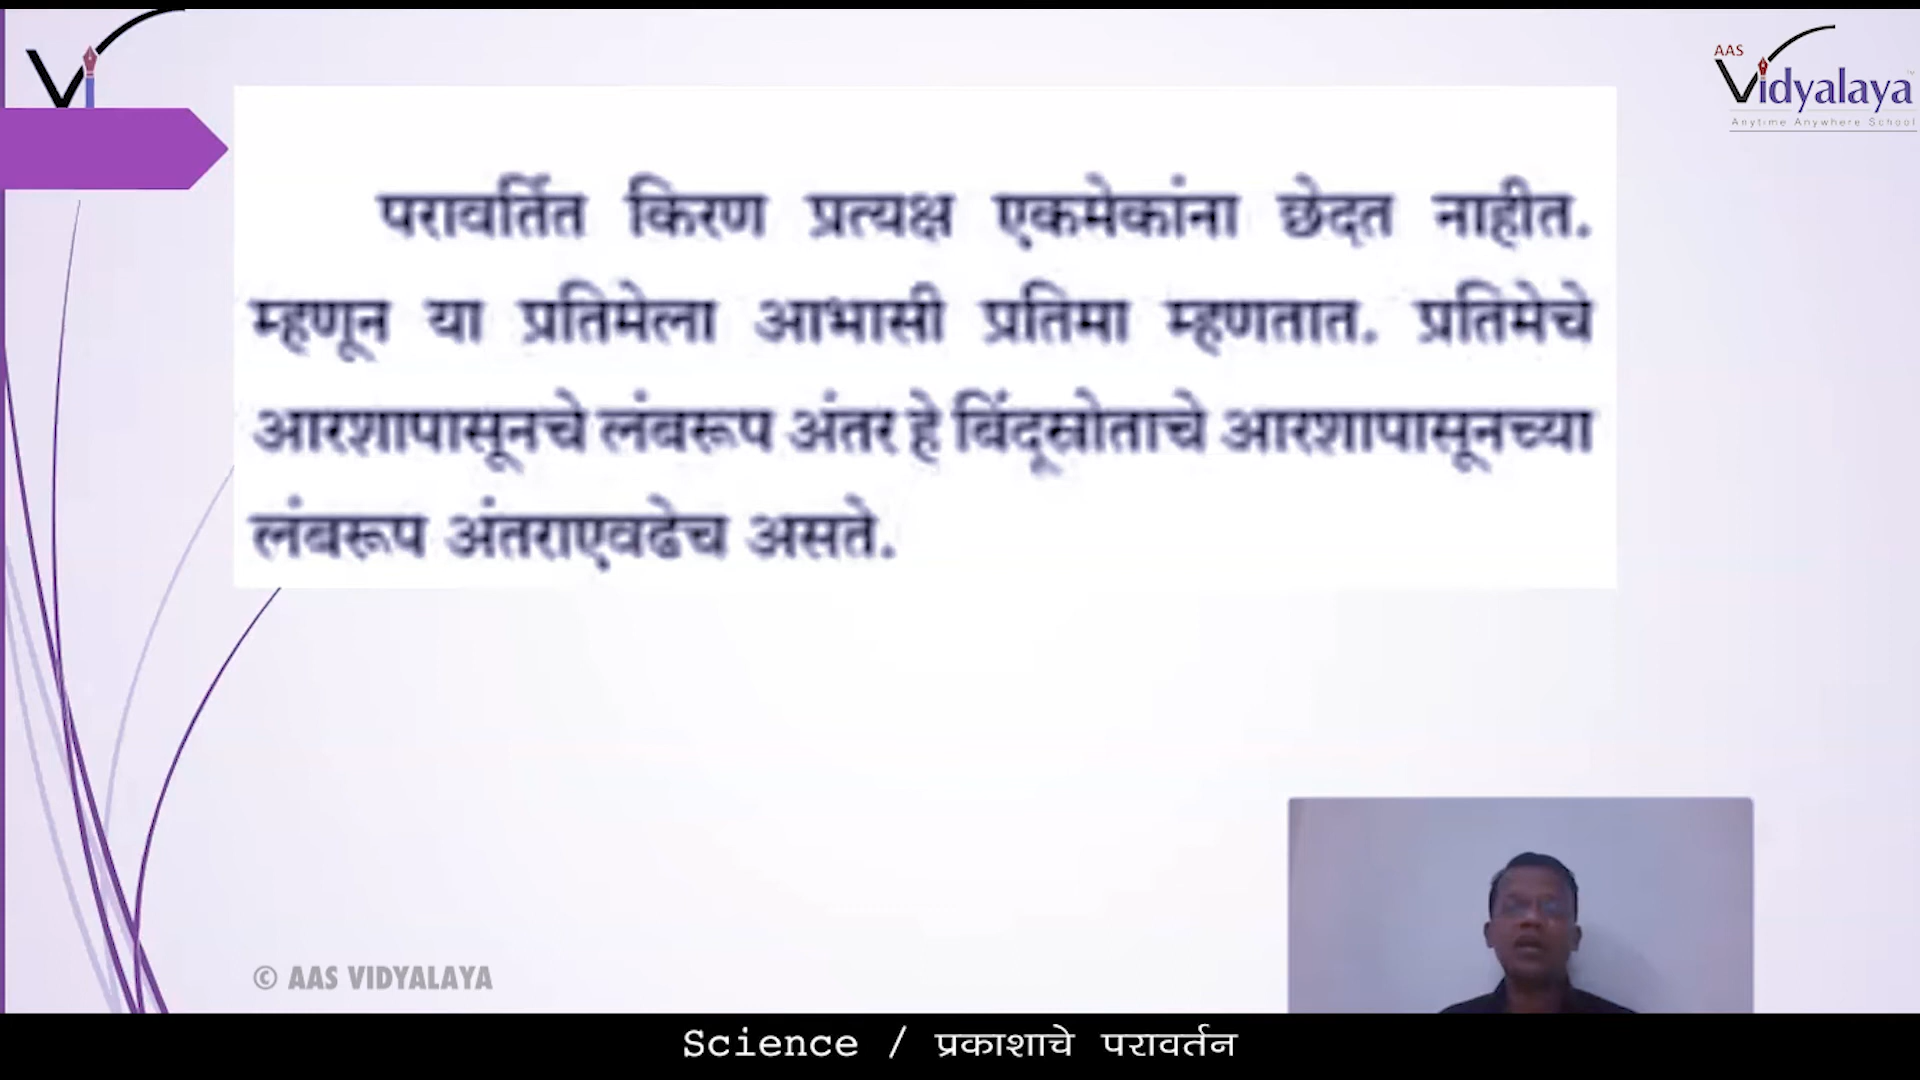 Vi
AAS
Vidyalaya
Anytime Anywhere School
परावर्तित किरण प्रत्यक्ष एकमेकांना छेदत नाहीत.
म्हणून या प्रतिमेला आभासी प्रतिमा म्हणतात. प्रतिमेचे
आरशापासूनचे लंबरूप अंतर हे बिंदूस्रोताचे आरशापासूनच्या
लंबरूप अंतराएवढेच असते.
© AAS VIDYALAYA
Science / प्रकाशाचे परावर्तन